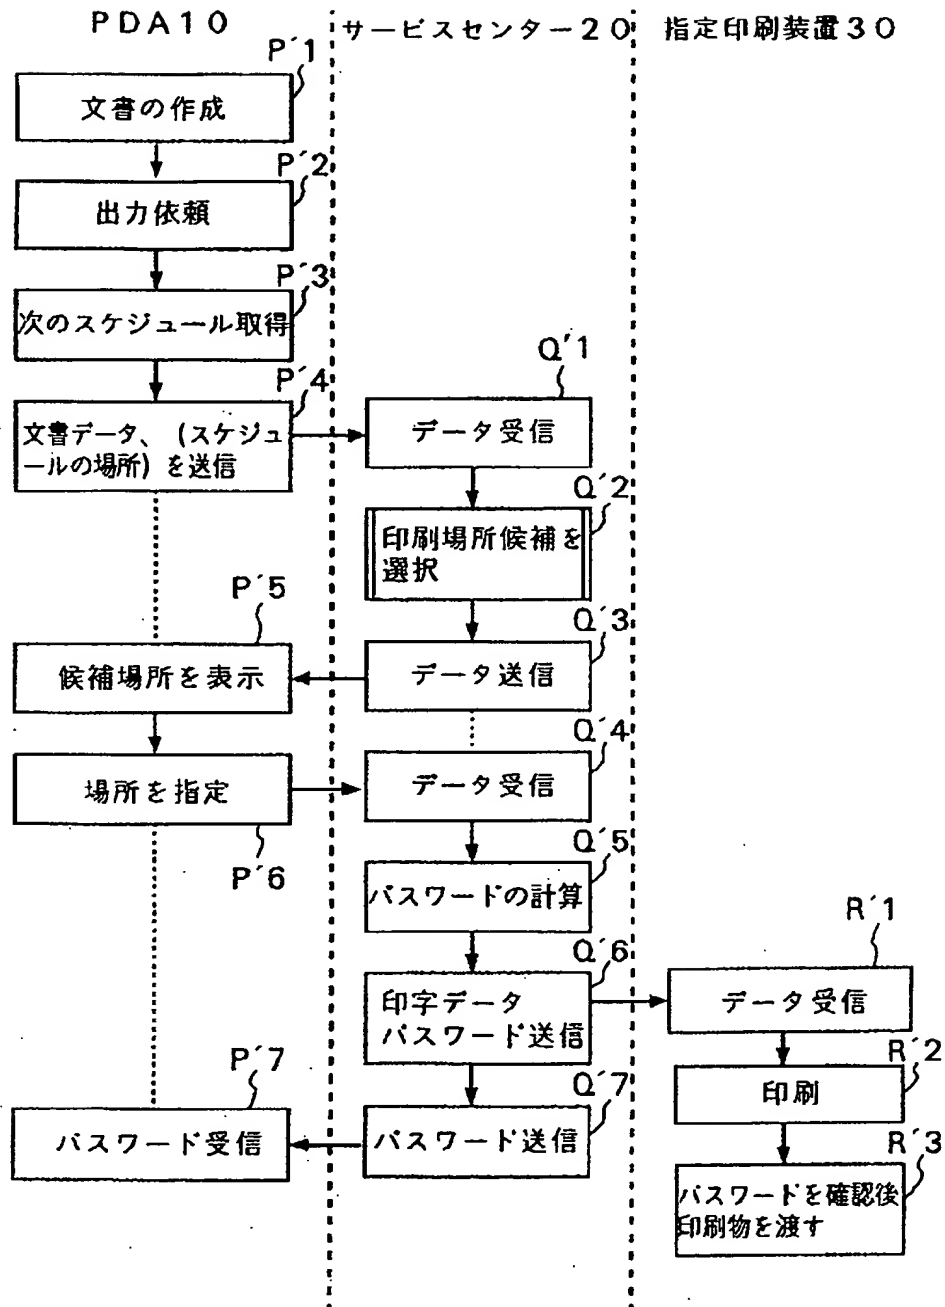 PDA10
サービスセンター20
指定印刷装置30
P´1
文書の作成
P´2
出力依頼
P´3
次のスケジュール取得
P´4
文書データ、(スケジュ
ールの場所)を送信
Q´1
データ受信
Q´2
印刷場所候補を
選択
P´5
候補場所を表示
Q´3
データ送信
P´6
場所を指定
Q´4
データ受信
Q´5
パスワードの計算
Q´6
印字データ
パスワード送信
R´1
データ受信
R´2
印刷
P´7
パスワード受信
Q´7
パスワード送信
R´3
パスワードを確認後
印刷物を渡す